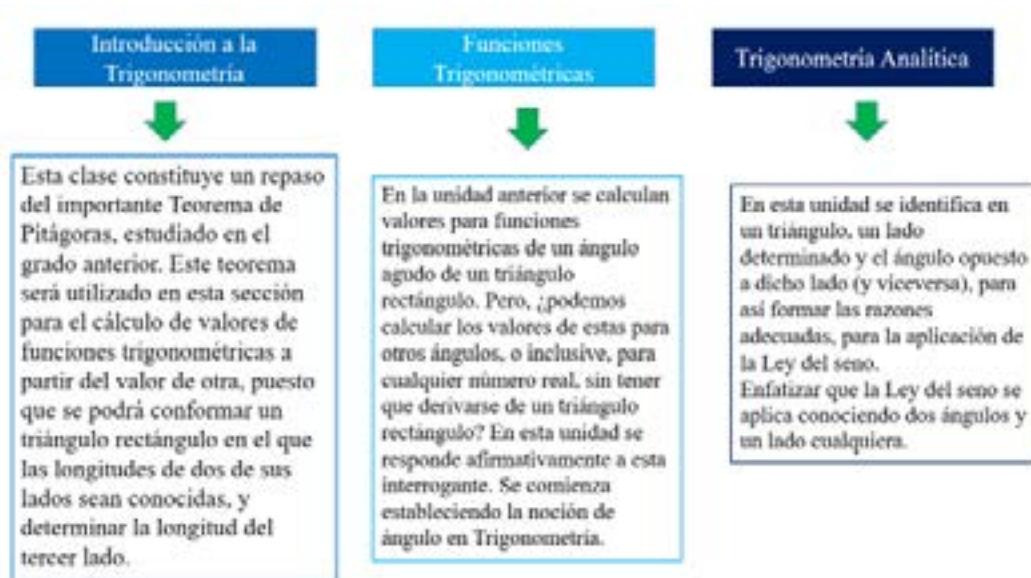 Introducción a la
Trigonometría
Esta clase constituye un repaso
del importante Teorema de
Pitágoras, estudiado en el
grado anterior. Este teorema
será utilizado en esta sección
para el cálculo de valores de
funciones trigonométricas a
partir del valor de otra, puesto
que se podrá conformar un
triángulo rectángulo en el que
las longitudes de dos de sus
lados sean conocidas, y
determinar la longitud del
tercer lado.
Funciones
Trigonométricas
En la unidad anterior se calculan
valores para funciones
trigonométricas de un ángulo
agudo de un triángulo
rectángulo. Pero, ¿podemos
calcular los valores de estas para
otros ángulos, o inclusive, para
cualquier número real, sin tener
que derivarse de un triángulo
rectángulo? En esta unidad se
responde afirmativamente a esta
interrogante. Se comienza
estableciendo la noción de
ángulo en Trigonometría.
Trigonometría Analítica
En esta unidad se identifica en
un triángulo, un lado
determinado y el ángulo opuesto
a dicho lado (y viceversa), para
así formar las razones
adecuadas, para la aplicación de
la Ley del seno.
Enfatizar que la Ley del seno se
aplica conociendo dos ángulos y
un lado cualquiera.